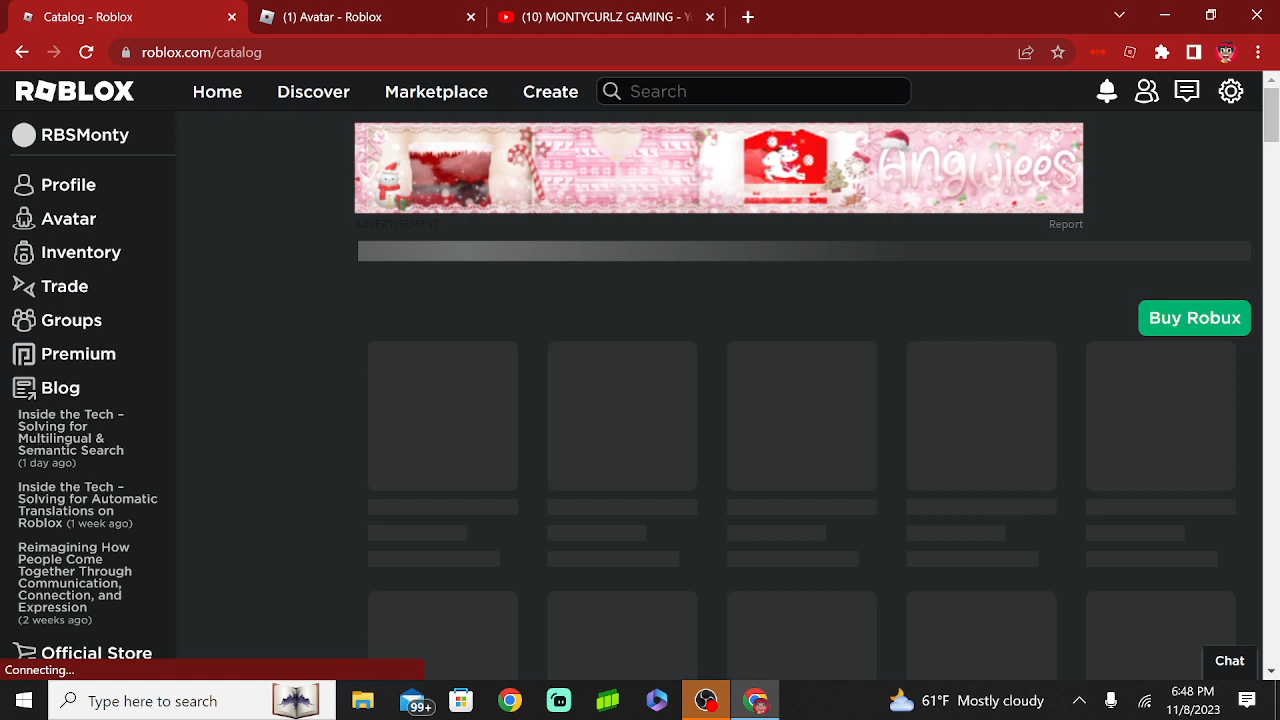 Catalog - Roblox
(1) Avatar - Roblox
(10) MONTYCURLZ GAMING - Y
roblox.com/catalog
ROBLOX
Home
Discover
Marketplace
Create
Search
RBSMonty
Profile
Avatar
Inventory
Trade
Groups
Premium
Blog
Inside the Tech –
Solving for
Multilingual &
Semantic Search
(1 day ago)
Inside the Tech –
Solving for Automatic
Translations on
Roblox (1 week ago)
Reimagining How
People Come
Together Through
Communication,
Connection, and
Expression
(2 weeks ago)
Official Store
Angwiees
ADVERTISEMENT
Report
Buy Robux
Chat
Connecting...
Type here to search
99+
61°F Mostly cloudy
6:48 PM
11/8/2023